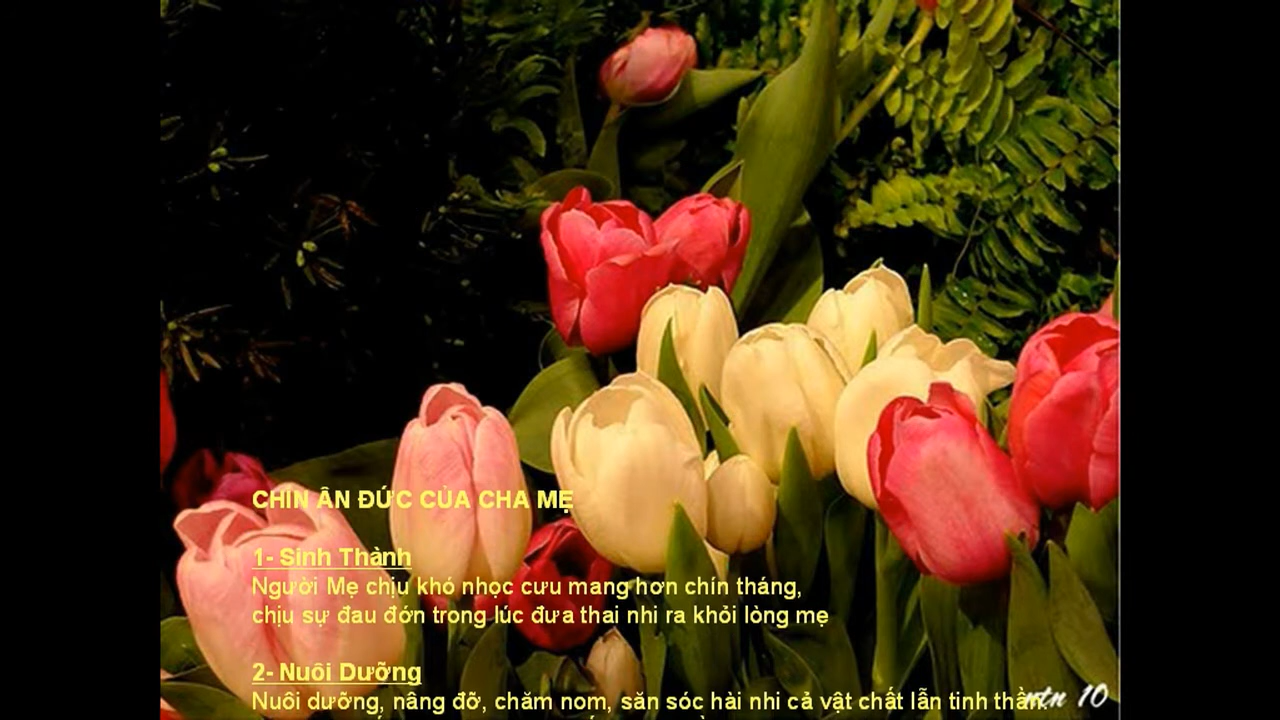 CHÍN ÂN ĐỨC CỦA CHA MẸ
1- Sinh Thành
Người Mẹ chịu khó nhọc cưu mang hơn chín tháng,
chịu sự đau đớn trong lúc đưa thai nhi ra khỏi lòng mẹ
2- Nuôi Dưỡng
Nuôi dưỡng, nâng đỡ, chăm nom, săn sóc hài nhi cả vật chất lẫn tinh thần.
ntn 10